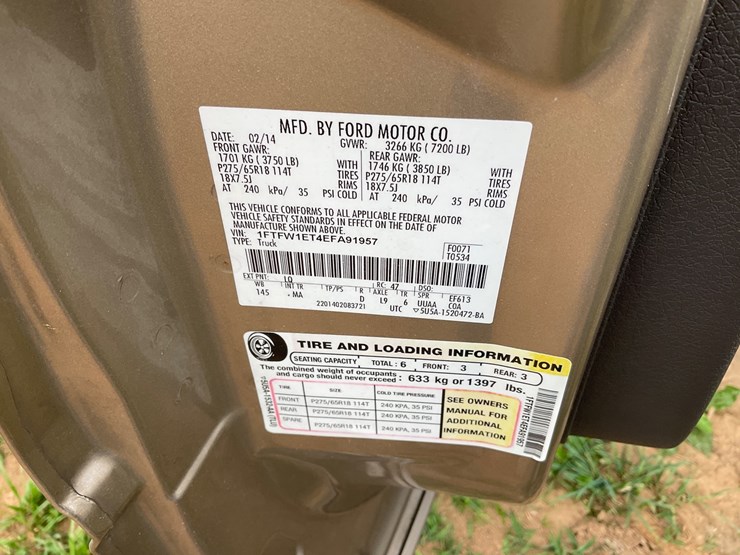 MFD. BY FORD MOTOR CO.
DATE: 02/14 GVWR: 3266 KG ( 7200 LB)
FRONT GAWR: REAR GAWR:
1701 KG ( 3750 LB) WITH 1746 KG ( 3850 LB) WITH
P275/65R18 114T TIRES P275/65R18 114T TIRES
18X7.5J RIMS 18X7.5J RIMS
AT 240 kPa/ 35 PSI COLD AT 240 kPa/ 35 PSI COLD
THIS VEHICLE CONFORMS TO ALL APPLICABLE FEDERAL MOTOR
VEHICLE SAFETY STANDARDS IN EFFECT ON THE DATE OF
MANUFACTURE SHOWN ABOVE.
VIN: 1FTFW1ET4EFA91957
TYPE: Truck
F0071
T0534
EXT PNT: LQ RC: 47 DSO:
WB INT TR TP/PS R AXLE TR SPR EF613
145 . MA D L9 6 UUAA COA
220140208372I UTC 5U5A-1520472-BA
TIRE AND LOADING INFORMATION
SEATING CAPACITY TOTAL: 6 FRONT: 3 REAR: 3
The combined weight of occupants
and cargo should never exceed : 633 kg or 1397 lbs.
TIRE SIZE COLD TIRE PRESSURE
FRONT P275/65R18 114T 240 KPA, 35 PSI
REAR P275/65R18 114T 240 KPA, 35 PSI
SPARE P275/65R18 114T 240 KPA, 35 PSI
SEE OWNERS
MANUAL FOR
ADDITIONAL
INFORMATION
1FTFW1ET4EFA91957